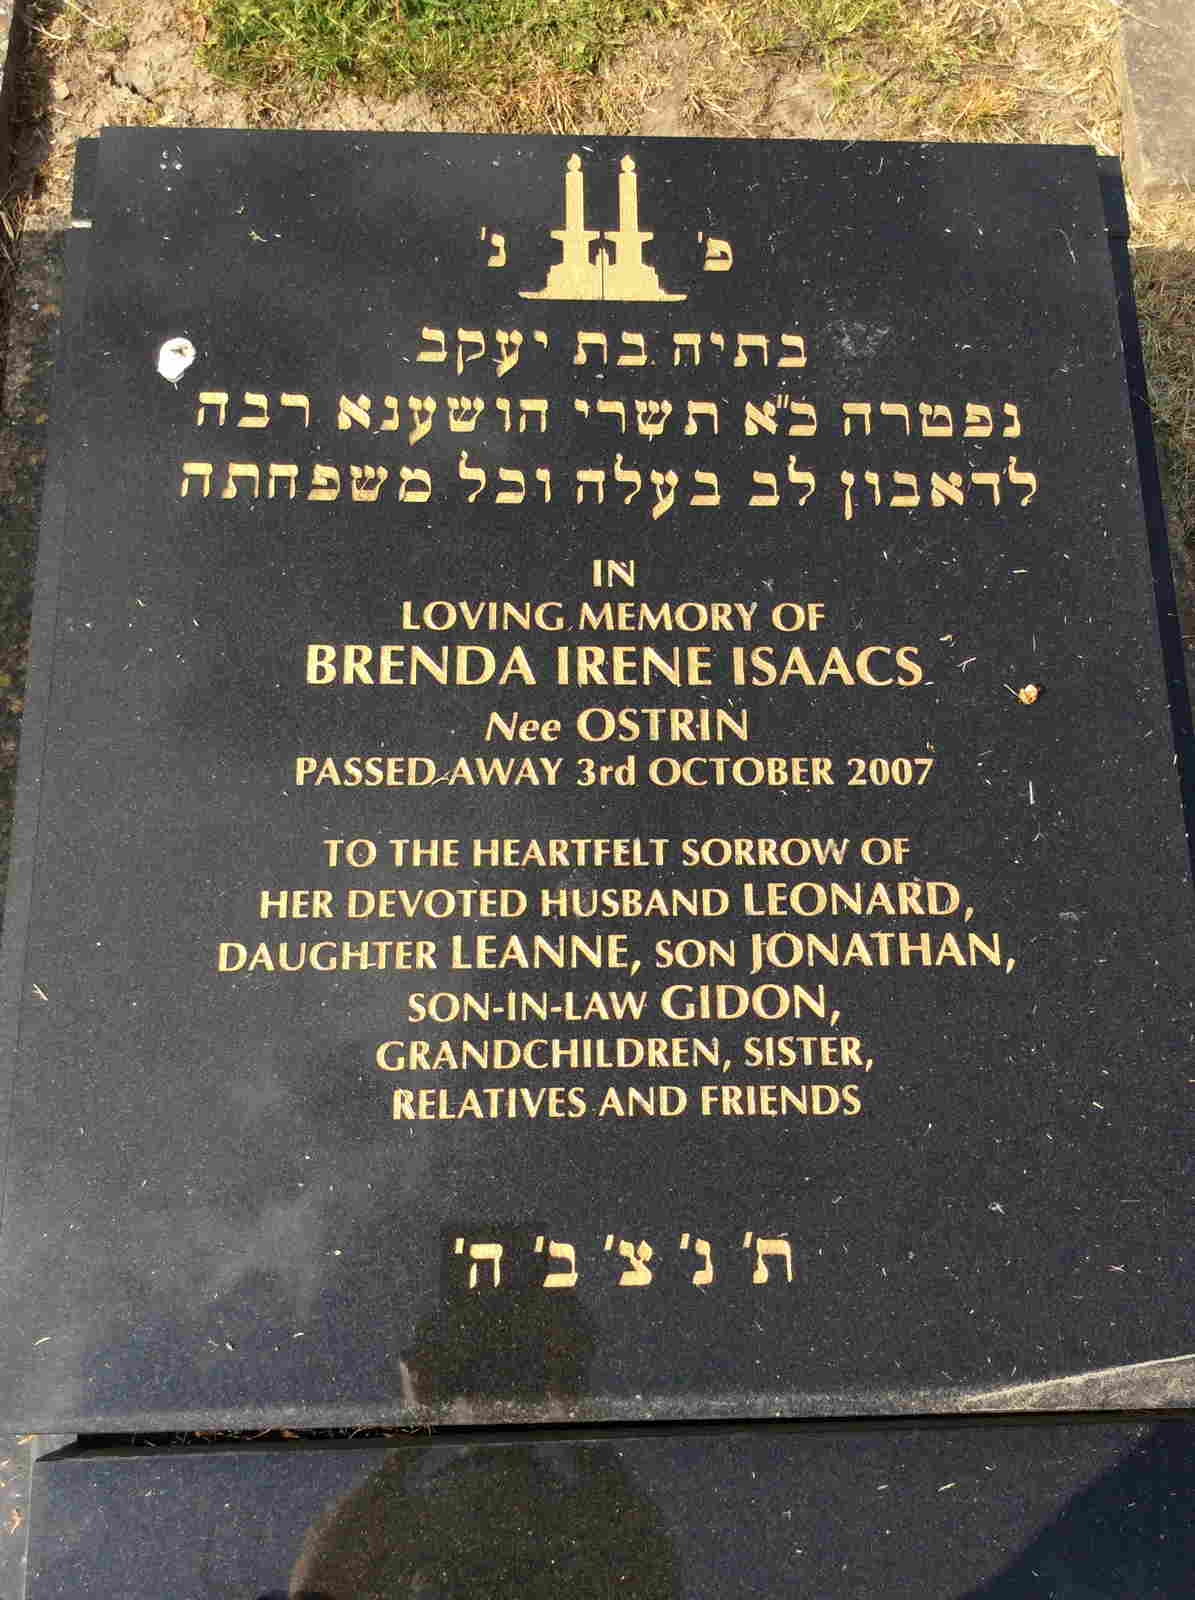 פ' נ'
בתיה בת יעקב
נפטרה כ"א תשרי הושענא רבה
לדאבון לב בעלה וכל משפחתה
IN
LOVING MEMORY OF
BRENDA IRENE ISAACS
Nee OSTRIN
PASSED AWAY 3rd OCTOBER 2007
TO THE HEARTFELT SORROW OF
HER DEVOTED HUSBAND LEONARD,
DAUGHTER LEANNE, SON JONATHAN,
SON-IN-LAW GIDON,
GRANDCHILDREN, SISTER,
RELATIVES AND FRIENDS
ת' נ' צ' ב' ה'